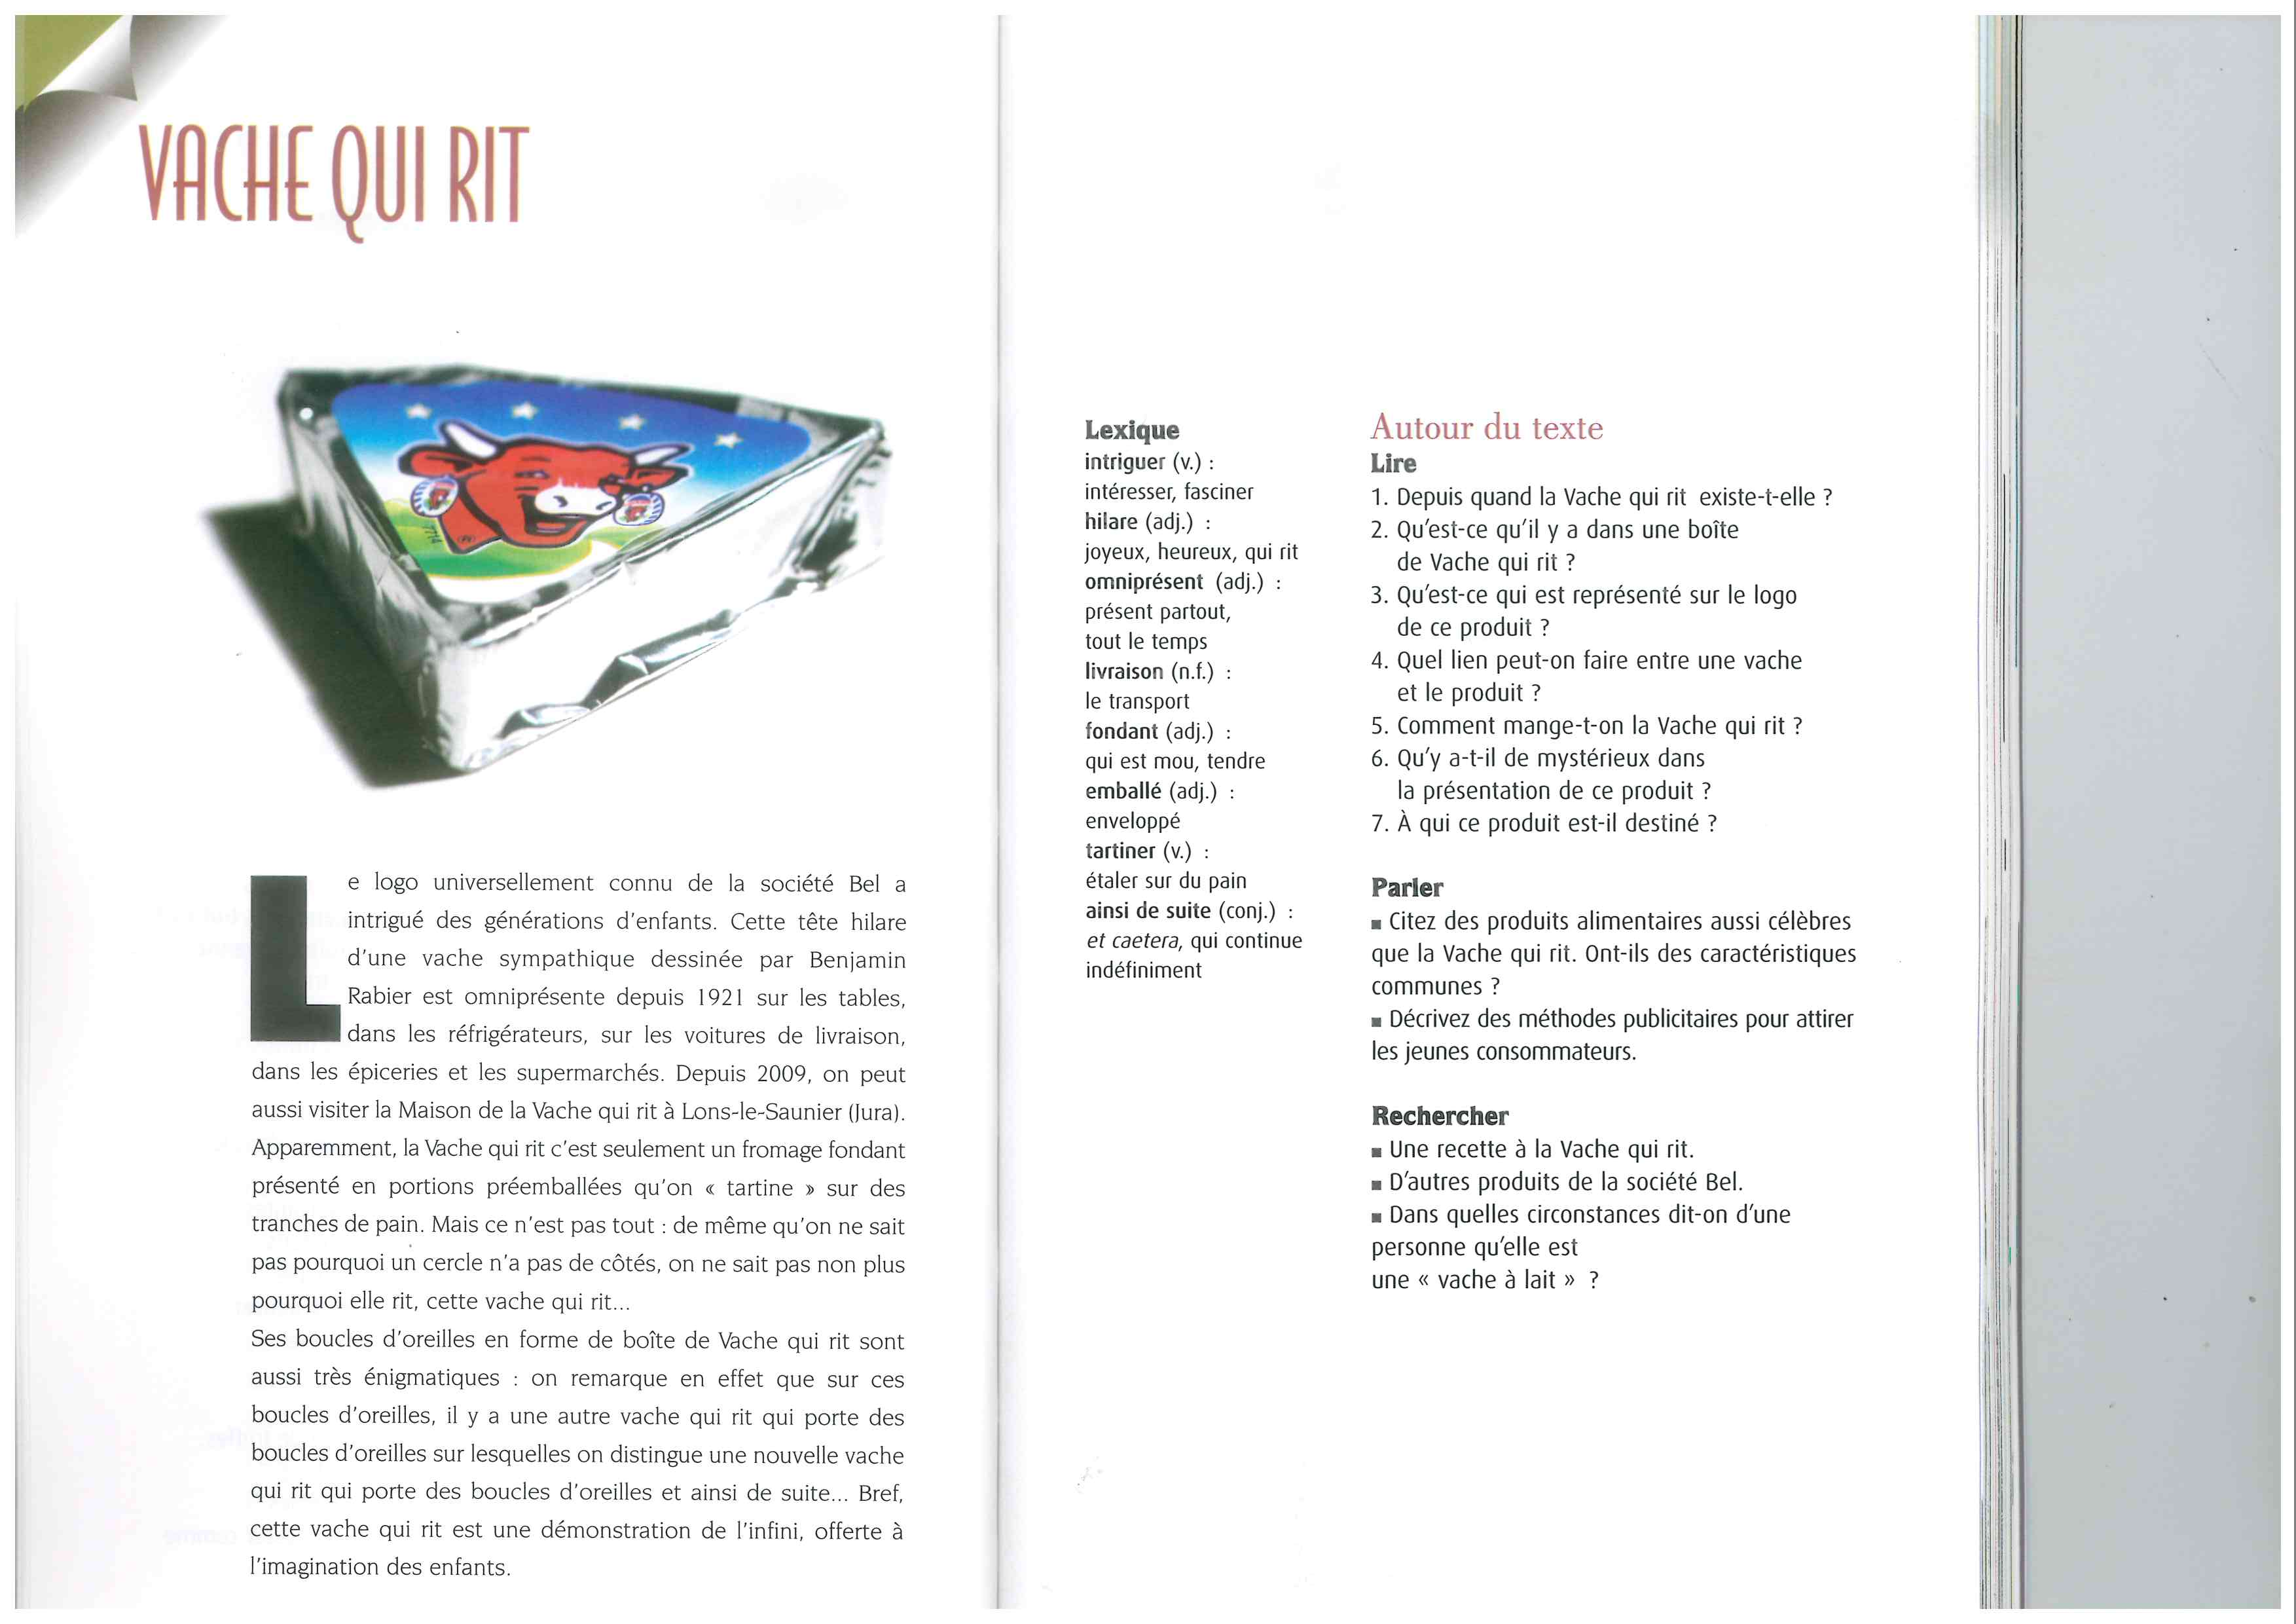 VACHE QUI RIT
Le logo universellement connu de la société Bel a
intrigué des générations d'enfants. Cette tête hilare
d'une vache sympathique dessinée par Benjamin
Rabier est omniprésente depuis 1921 sur les tables,
dans les réfrigérateurs, sur les voitures de livraison,
dans les épiceries et les supermarchés. Depuis 2009, on peut
aussi visiter la Maison de la Vache qui rit à Lons-le-Saunier (Jura).
Apparemment, la Vache qui rit c'est seulement un fromage fondant
présenté en portions préemballées qu'on « tartine » sur des
tranches de pain. Mais ce n'est pas tout : de même qu'on ne sait
pas pourquoi un cercle n'a pas de côtés, on ne sait pas non plus
pourquoi elle rit, cette vache qui rit...
Ses boucles d'oreilles en forme de boîte de Vache qui rit sont
aussi très énigmatiques : on remarque en effet que sur ces
boucles d'oreilles, il y a une autre vache qui rit qui porte des
boucles d'oreilles sur lesquelles on distingue une nouvelle vache
qui rit qui porte des boucles d'oreilles et ainsi de suite... Bref,
cette vache qui rit est une démonstration de l'infini, offerte à
l'imagination des enfants.
Lexique
intriguer (v.) :
intéresser, fasciner
hilare (adj.) :
joyeux, heureux, qui rit
omniprésent (adj.) :
présent partout,
tout le temps
livraison (n.f.) :
le transport
fondant (adj.) :
qui est mou, tendre
emballé (adj.) :
enveloppé
tartiner (v.) :
étaler sur du pain
ainsi de suite (conj.) :
et caetera, qui continue
indéfiniment
Autour du texte
Lire
1. Depuis quand la Vache qui rit existe-t-elle ?
2. Qu'est-ce qu'il y a dans une boîte
de Vache qui rit ?
3. Qu'est-ce qui est représenté sur le logo
de ce produit ?
4. Quel lien peut-on faire entre une vache
et le produit ?
5. Comment mange-t-on la Vache qui rit ?
6. Qu'y a-t-il de mystérieux dans
la présentation de ce produit ?
7. À qui ce produit est-il destiné ?
Parler
▪ Citez des produits alimentaires aussi célèbres
que la Vache qui rit. Ont-ils des caractéristiques
communes ?
▪ Décrivez des méthodes publicitaires pour attirer
les jeunes consommateurs.
Rechercher
▪ Une recette à la Vache qui rit.
▪ D'autres produits de la société Bel.
▪ Dans quelles circonstances dit-on d'une
personne qu'elle est
une « vache à lait » ?